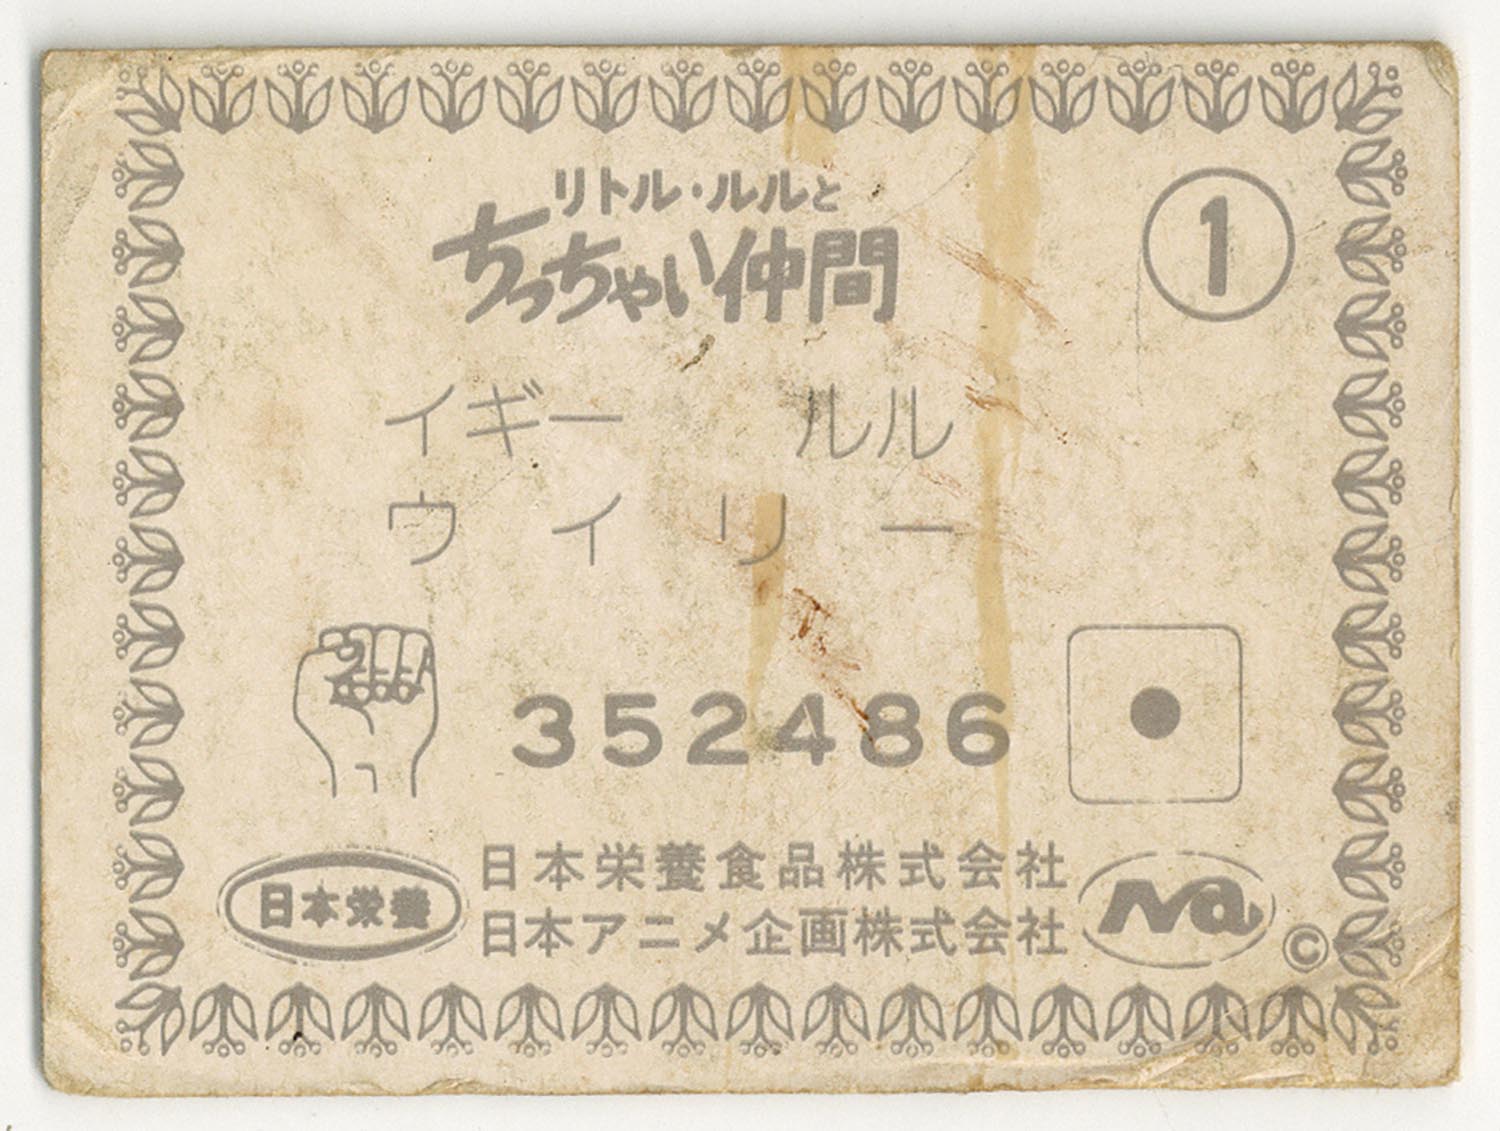 リトル・ルルと
ちっちゃい仲間
1
イギー ルル
ウイリー
352486
日本栄養食品株式会社
日本アニメ企画株式会社
日本栄養
Na
©